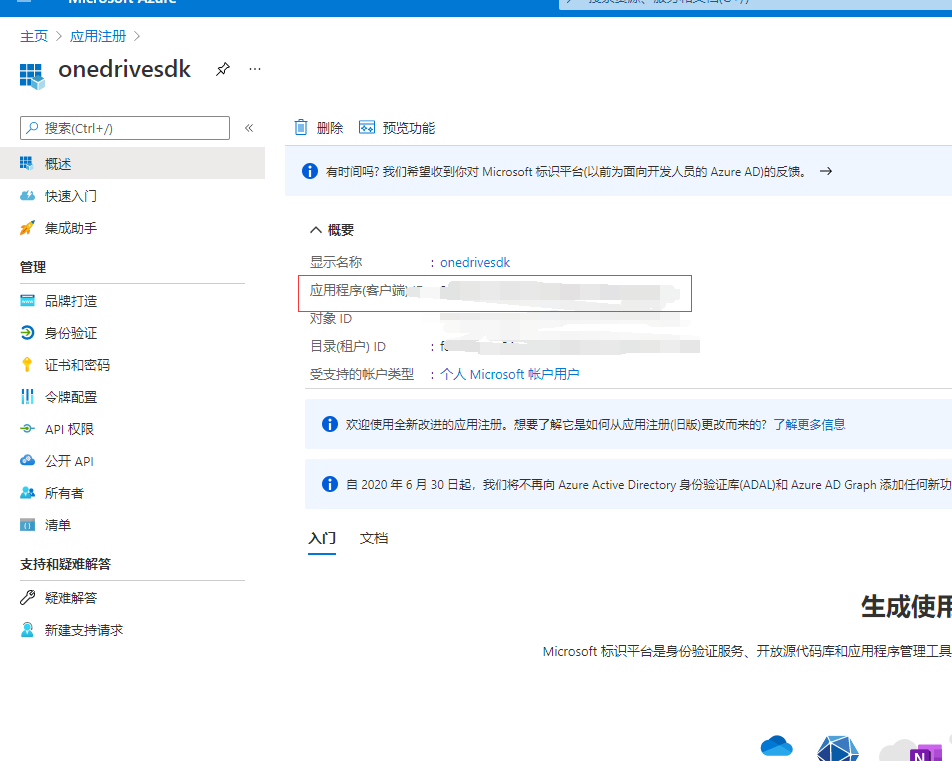 Microsoft Azure
搜索资源、服务和文档(G+/)
主页 > 应用注册 >
onedrivesdk
搜索(Ctrl+/)
删除 预览功能
概述
有时间吗? 我们希望收到你对 Microsoft 标识平台(以前为面向开发人员的 Azure AD)的反馈。
快速入门
集成助手
概要
管理
显示名称 : onedrivesdk
应用程序(客户端)
品牌打造
对象 ID
身份验证
目录(租户) ID :
证书和密码
受支持的帐户类型 : 个人 Microsoft 帐户用户
令牌配置
API 权限
欢迎使用全新改进的应用注册。想要了解它是如何从应用注册(旧版)更改而来的? 了解更多信息
公开 API
所有者
自 2020 年 6 月 30 日起，我们将不再向 Azure Active Directory 身份验证库(ADAL)和 Azure AD Graph 添加任何新功
清单
入门 文档
支持和疑难解答
疑难解答
生成使用
新建支持请求
Microsoft 标识平台是身份验证服务、开放源代码库和应用程序管理工具
N